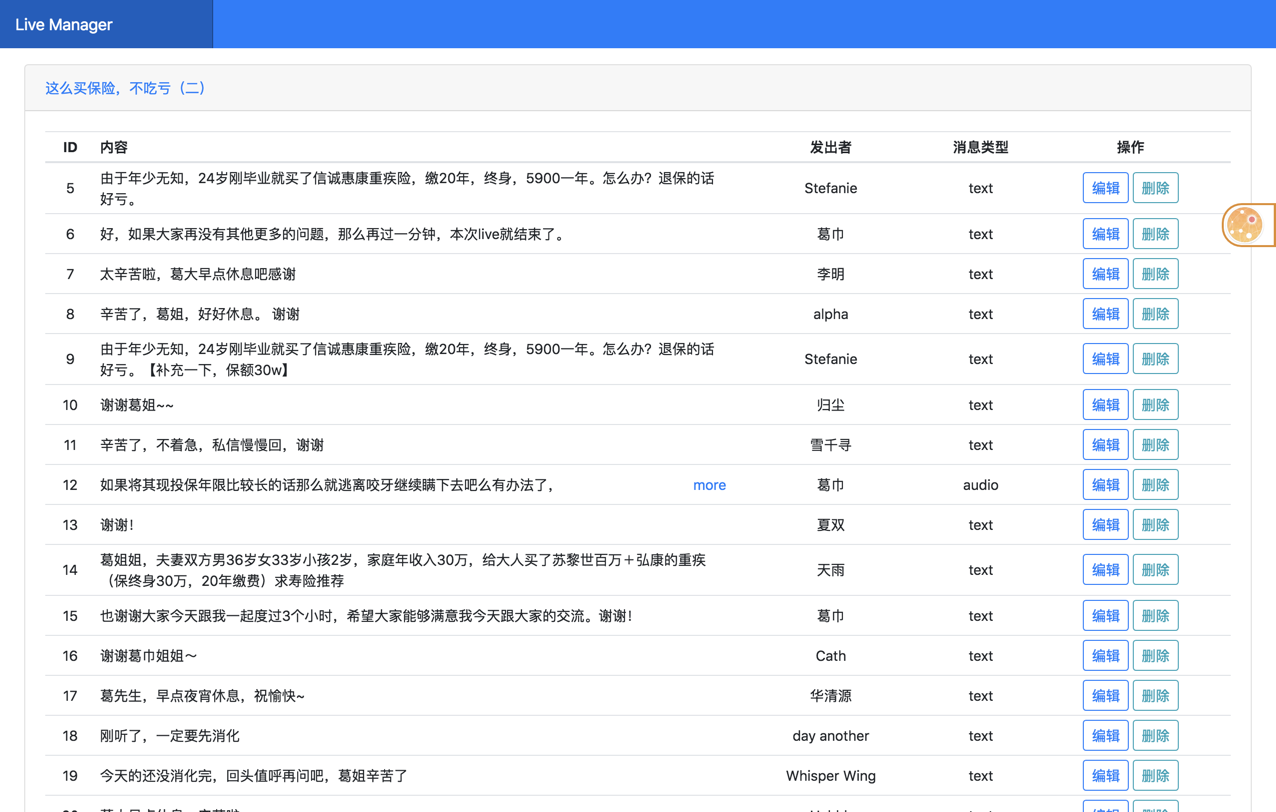 Live Manager
这么买保险，不吃亏（二）
ID 内容 发出者 消息类型 操作
5 由于年少无知，24岁刚毕业就买了信诚惠康重疾险，缴20年，终身，5900一年。怎么办？退保的话
好亏。 Stefanie text 编辑 删除
6 好，如果大家再没有其他更多的问题，那么再过一分钟，本次live就结束了。 葛巾 text 编辑 删除
7 太辛苦啦，葛大早点休息吧感谢 李明 text 编辑 删除
8 辛苦了，葛姐，好好休息。 谢谢 alpha text 编辑 删除
9 由于年少无知，24岁刚毕业就买了信诚惠康重疾险，缴20年，终身，5900一年。怎么办？退保的话
好亏。【补充一下，保额30w】 Stefanie text 编辑 删除
10 谢谢葛姐~~ 归尘 text 编辑 删除
11 辛苦了，不着急，私信慢慢回，谢谢 雪千寻 text 编辑 删除
12 如果将其现投保年限比较长的话那么就逃离咬牙继续瞒下去吧么有办法了， more 葛巾 audio 编辑 删除
13 谢谢！ 夏双 text 编辑 删除
14 葛姐姐，夫妻双方男36岁女33岁小孩2岁，家庭年收入30万，给大人买了苏黎世百万＋弘康的重疾
（保终身30万，20年缴费）求寿险推荐 天雨 text 编辑 删除
15 也谢谢大家今天跟我一起度过3个小时，希望大家能够满意我今天跟大家的交流。谢谢！ 葛巾 text 编辑 删除
16 谢谢葛巾姐姐～ Cath text 编辑 删除
17 葛先生，早点夜宵休息，祝愉快~ 华清源 text 编辑 删除
18 刚听了，一定要先消化 day another text 编辑 删除
19 今天的还没消化完，回头值呼再问吧，葛姐辛苦了 Whisper Wing text 编辑 删除